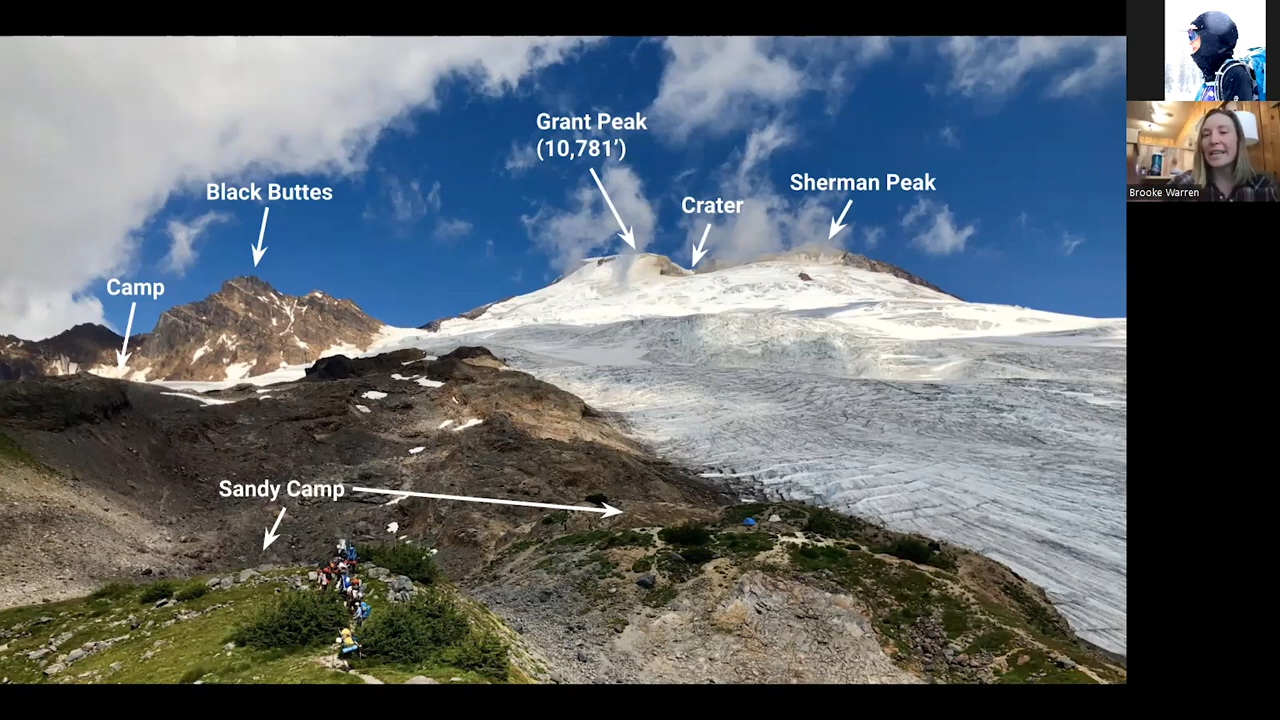 Grant Peak
(10,781’)
Black Buttes
Sherman Peak
Crater
Camp
Sandy Camp
Brooke Warren